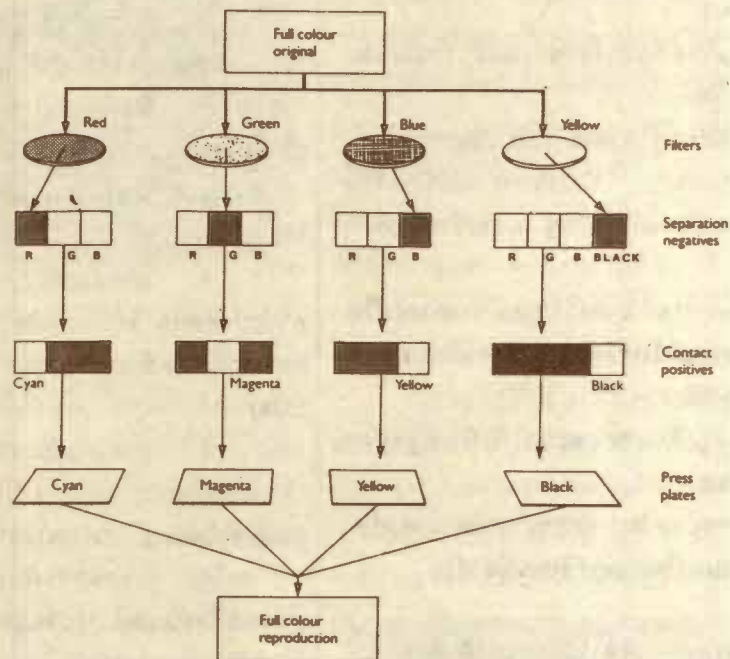 Full colour
original
Red
Green
Blue
Yellow
Filters
R G B
R G B
R G B
R G B BLACK
Separation
negatives
Cyan
Magenta
Yellow
Black
Contact
positives
Cyan
Magenta
Yellow
Black
Press
plates
Full colour
reproduction